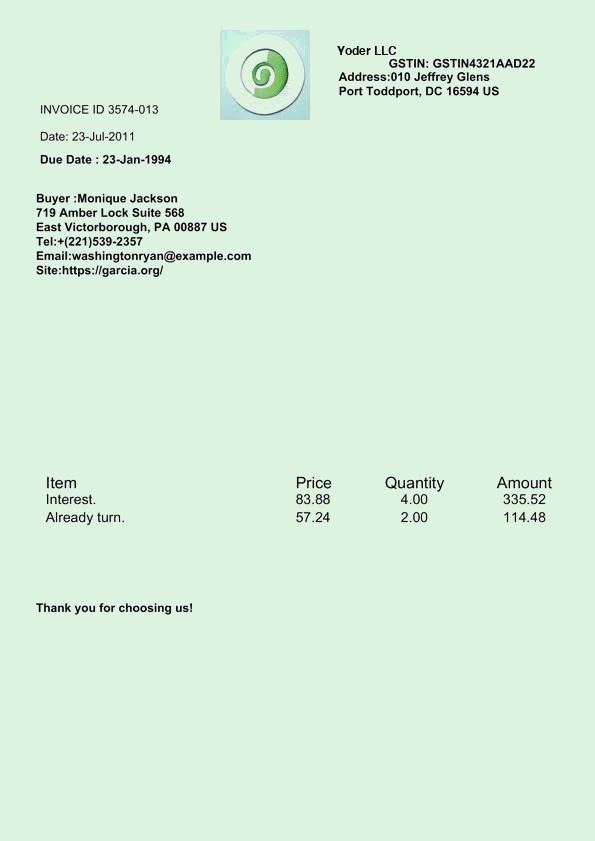 Yoder LLC
GSTIN: GSTIN4321AAD22
Address:010 Jeffrey Glens
Port Toddport, DC 16594 US
INVOICE ID 3574-013
Date: 23-Jul-2011
Due Date : 23-Jan-1994
Buyer :Monique Jackson
719 Amber Lock Suite 568
East Victorborough, PA 00887 US
Tel:+(221)539-2357
Email:washingtonryan@example.com
Site:https://garcia.org/
Item Price Quantity Amount
Interest. 83.88 4.00 335.52
Already turn. 57.24 2.00 114.48
Thank you for choosing us!